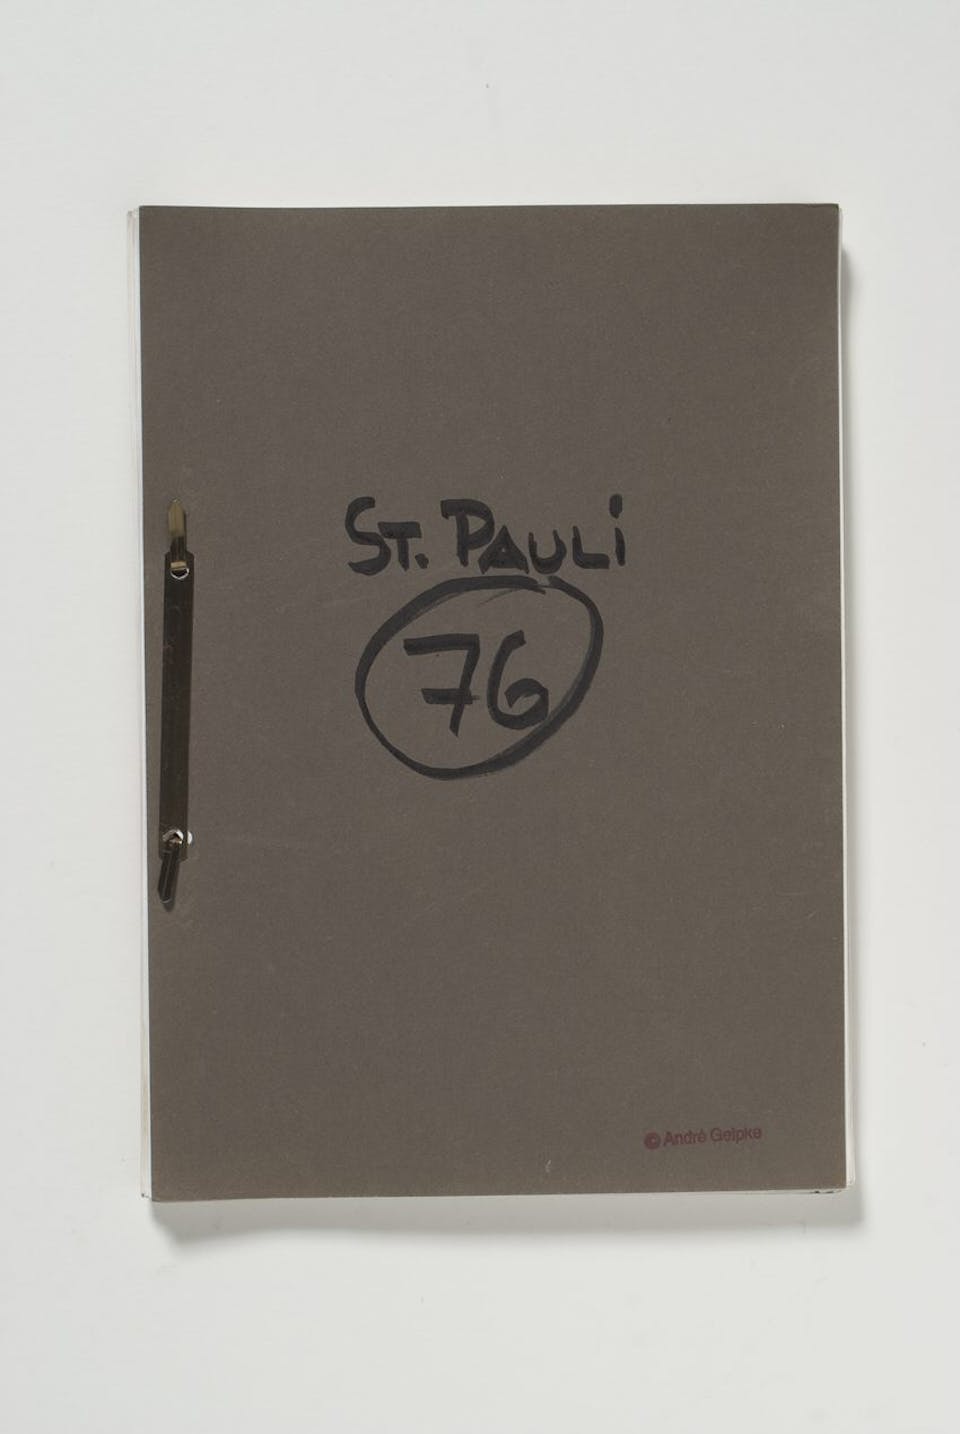 ST. PAULi
76
© André Gelpke